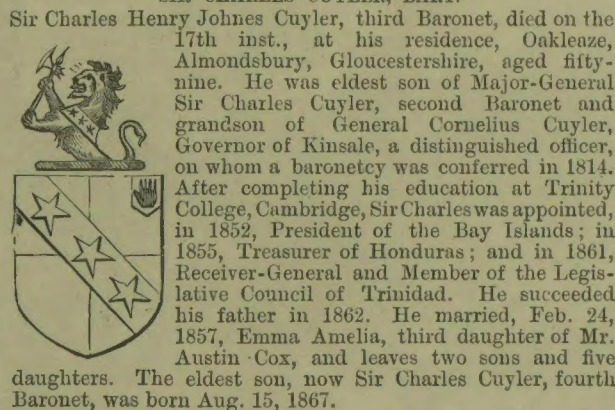 Sir Charles Henry Johnes Cuyler, third Baronet, died on the
17th inst., at his residence, Oakleaze,
Almondsbury, Gloucestershire, aged fifty-
nine. He was eldest son of Major-General
Sir Charles Cuyler, second Baronet and
grandson of General Cornelius Cuyler,
Governor of Kinsale, a distinguished officer,
on whom a baronetcy was conferred in 1814.
After completing his education at Trinity
College, Cambridge, Sir Charles was appointed,
in 1852, President of the Bay Islands; in
1855, Treasurer of Honduras; and in 1861,
Receiver-General and Member of the Legis-
lative Council of Trinidad. He succeeded
his father in 1862. He married, Feb. 24,
1857, Emma Amelia, third daughter of Mr.
Austin Cox, and leaves two sons and five
daughters. The eldest son, now Sir Charles Cuyler, fourth
Baronet, was born Aug. 15, 1867.